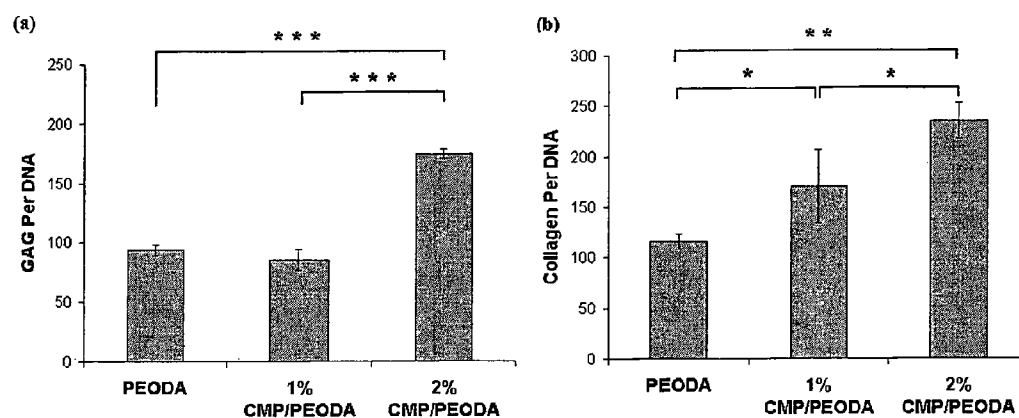 (a)
* * *
* * *
GAG Per DNA
250
200
150
100
50
0
PEODA
1%
CMP/PEODA
2%
CMP/PEODA
(b)
* *
*
*
Collagen Per DNA
300
250
200
150
100
50
0
PEODA
1%
CMP/PEODA
2%
CMP/PEODA